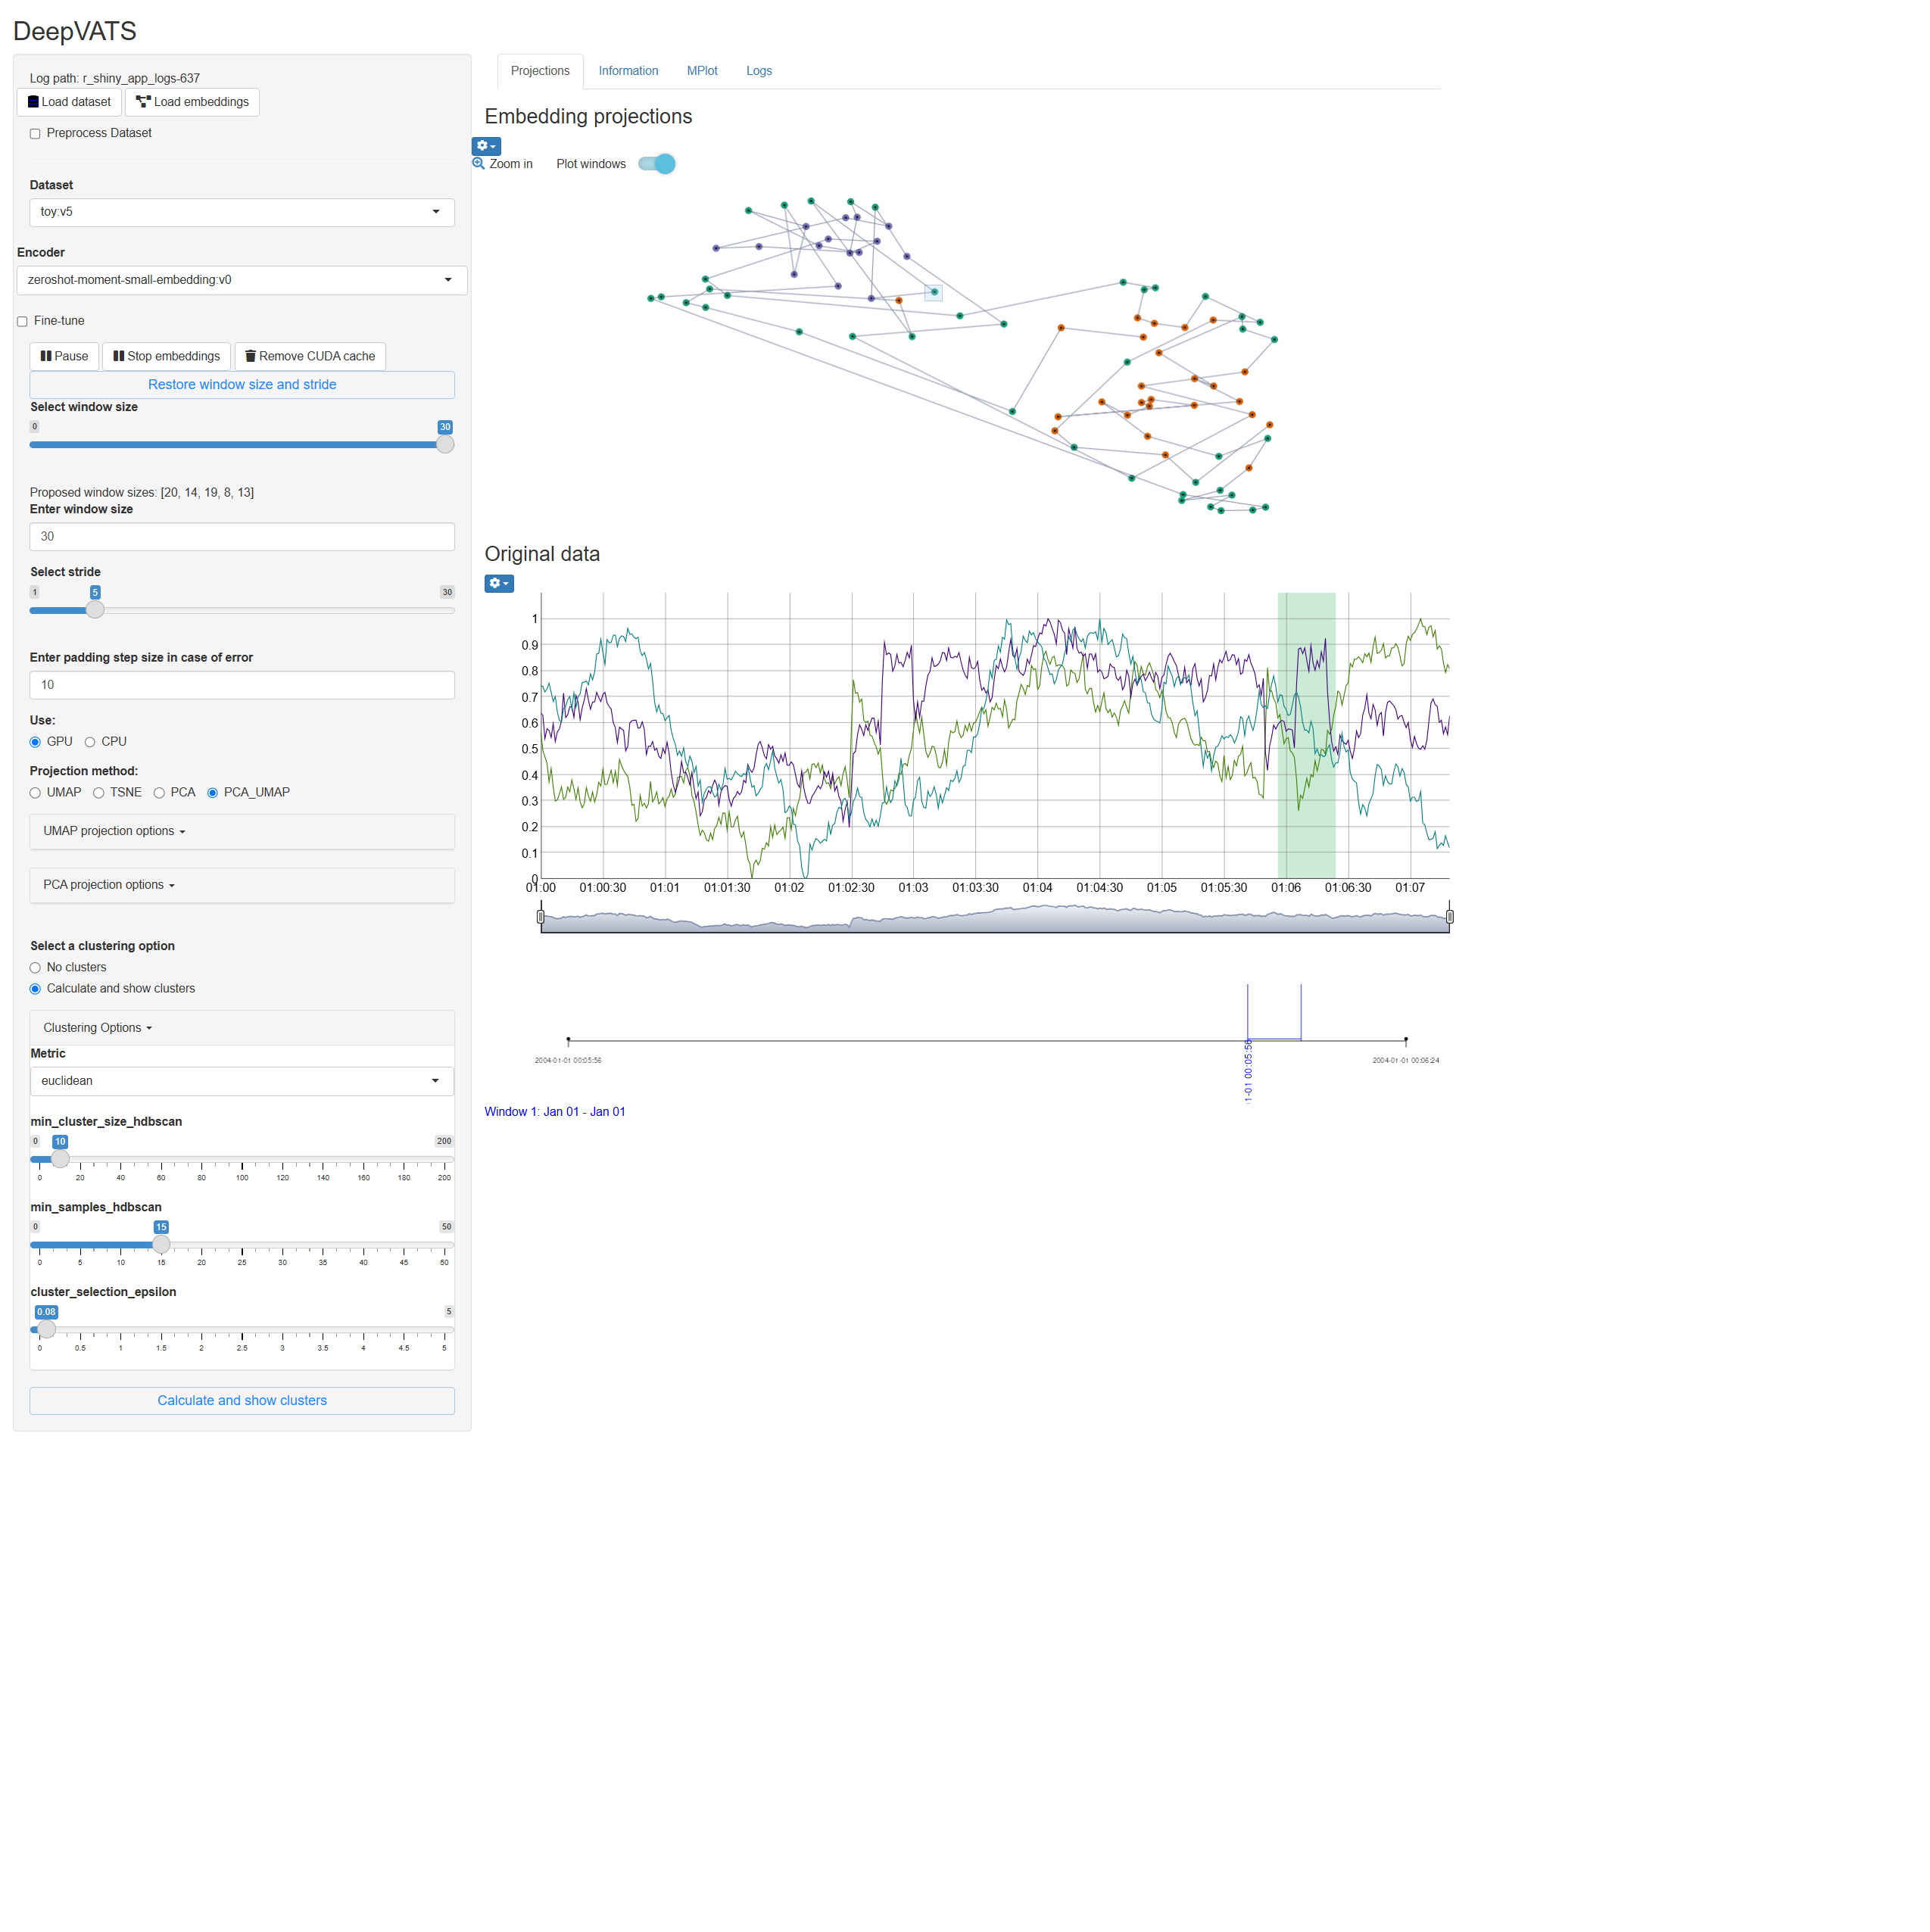 DeepVATS
Log path: r_shiny_app_logs-637
Load dataset Load embeddings
Preprocess Dataset
Dataset
toy:v5
Encoder
zeroshot-moment-small-embedding:v0
Fine-tune
Pause Stop embeddings Remove CUDA cache
Restore window size and stride
Select window size
0 30
Proposed window sizes: [20, 14, 19, 8, 13]
Enter window size
30
Select stride
1 5 30
Enter padding step size in case of error
10
Use:
GPU CPU
Projection method:
UMAP TSNE PCA PCA_UMAP
UMAP projection options
PCA projection options
Select a clustering option
No clusters
Calculate and show clusters
Clustering Options
Metric
euclidean
min_cluster_size_hdbscan
0 10 200
0 20 40 60 80 100 120 140 160 180 200
min_samples_hdbscan
0 15 50
0 5 10 15 20 25 30 35 40 45 50
cluster_selection_epsilon
0.08 5
0 0.5 1 1.5 2 2.5 3 3.5 4 4.5 5
Calculate and show clusters
Projections Information MPlot Logs
Embedding projections
Zoom in Plot windows
Original data
1
0.9
0.8
0.7
0.6
0.5
0.4
0.3
0.2
0.1
0
01:00 01:00:30 01:01 01:01:30 01:02 01:02:30 01:03 01:03:30 01:04 01:04:30 01:05 01:05:30 01:06 01:06:30 01:07
2004-01-01 00:05:56 2004-01-01 00:06:24
-01 00:05:56
Window 1: Jan 01 - Jan 01